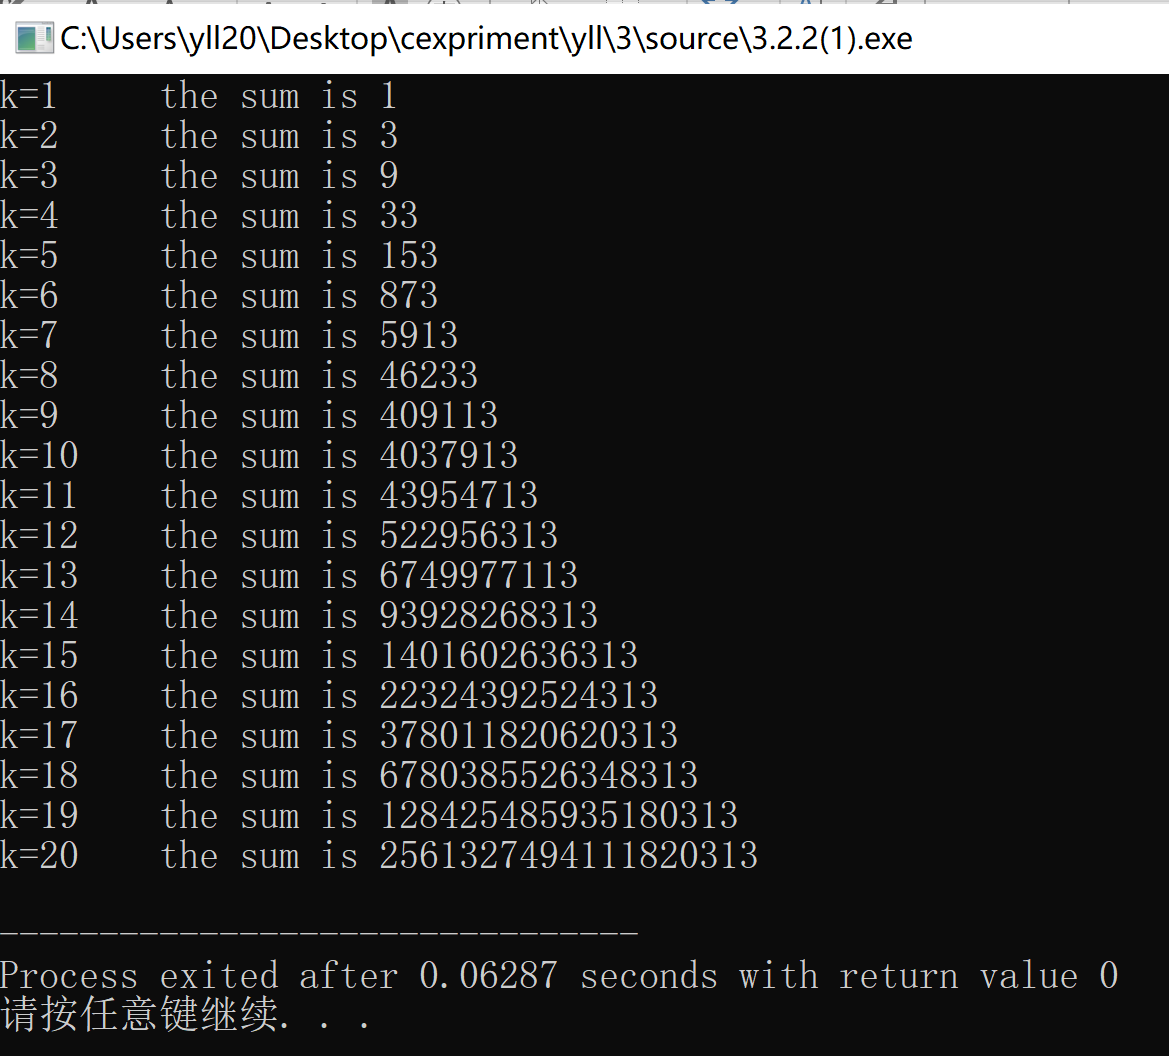 C:\Users\yll20\Desktop\cexpriment\yll\3\source\3.2.2(1).exe
k=1 the sum is 1
k=2 the sum is 3
k=3 the sum is 9
k=4 the sum is 33
k=5 the sum is 153
k=6 the sum is 873
k=7 the sum is 5913
k=8 the sum is 46233
k=9 the sum is 409113
k=10 the sum is 4037913
k=11 the sum is 43954713
k=12 the sum is 522956313
k=13 the sum is 6749977113
k=14 the sum is 93928268313
k=15 the sum is 1401602636313
k=16 the sum is 22324392524313
k=17 the sum is 378011820620313
k=18 the sum is 6780385526348313
k=19 the sum is 128425485935180313
k=20 the sum is 2561327494111820313
--------------------------------
Process exited after 0.06287 seconds with return value 0
请按任意键继续. . .